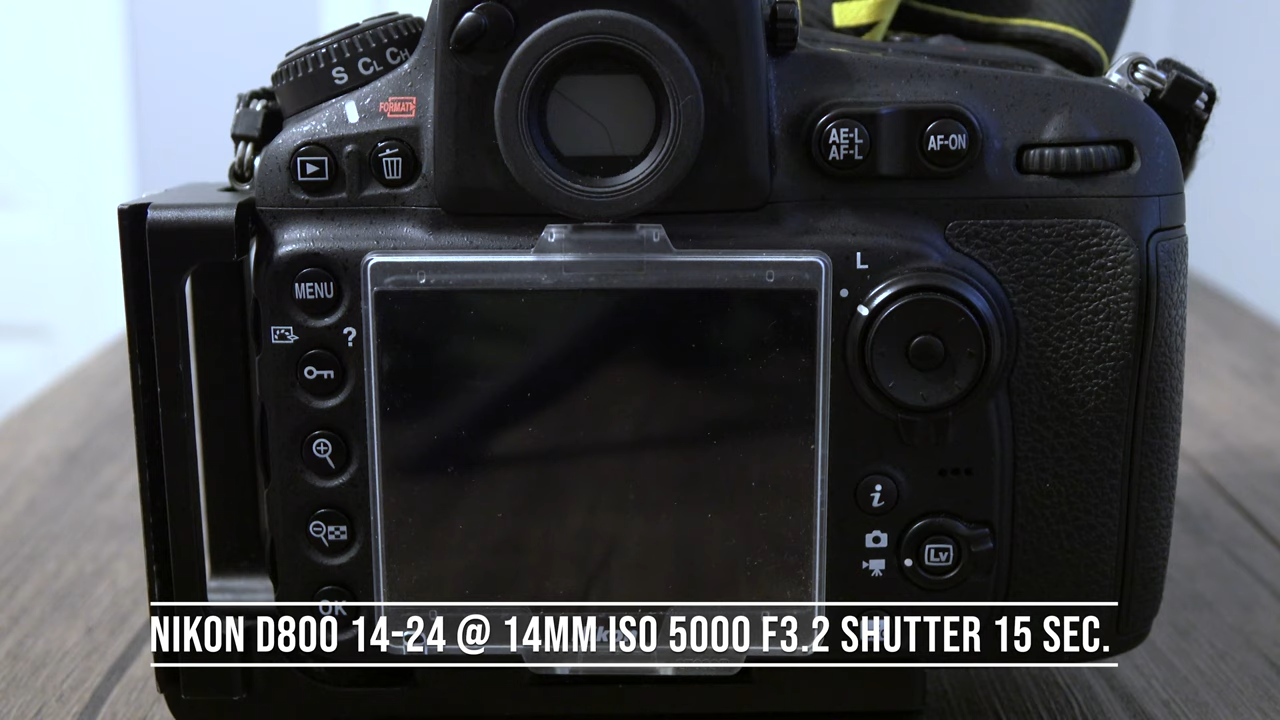 S CL CH
FORMAT
AE-L
AF-L
AF-ON
L
MENU
?
i
Lv
OK
NIKON D800 14-24 @ 14MM ISO 5000 F3.2 SHUTTER 15 SEC.